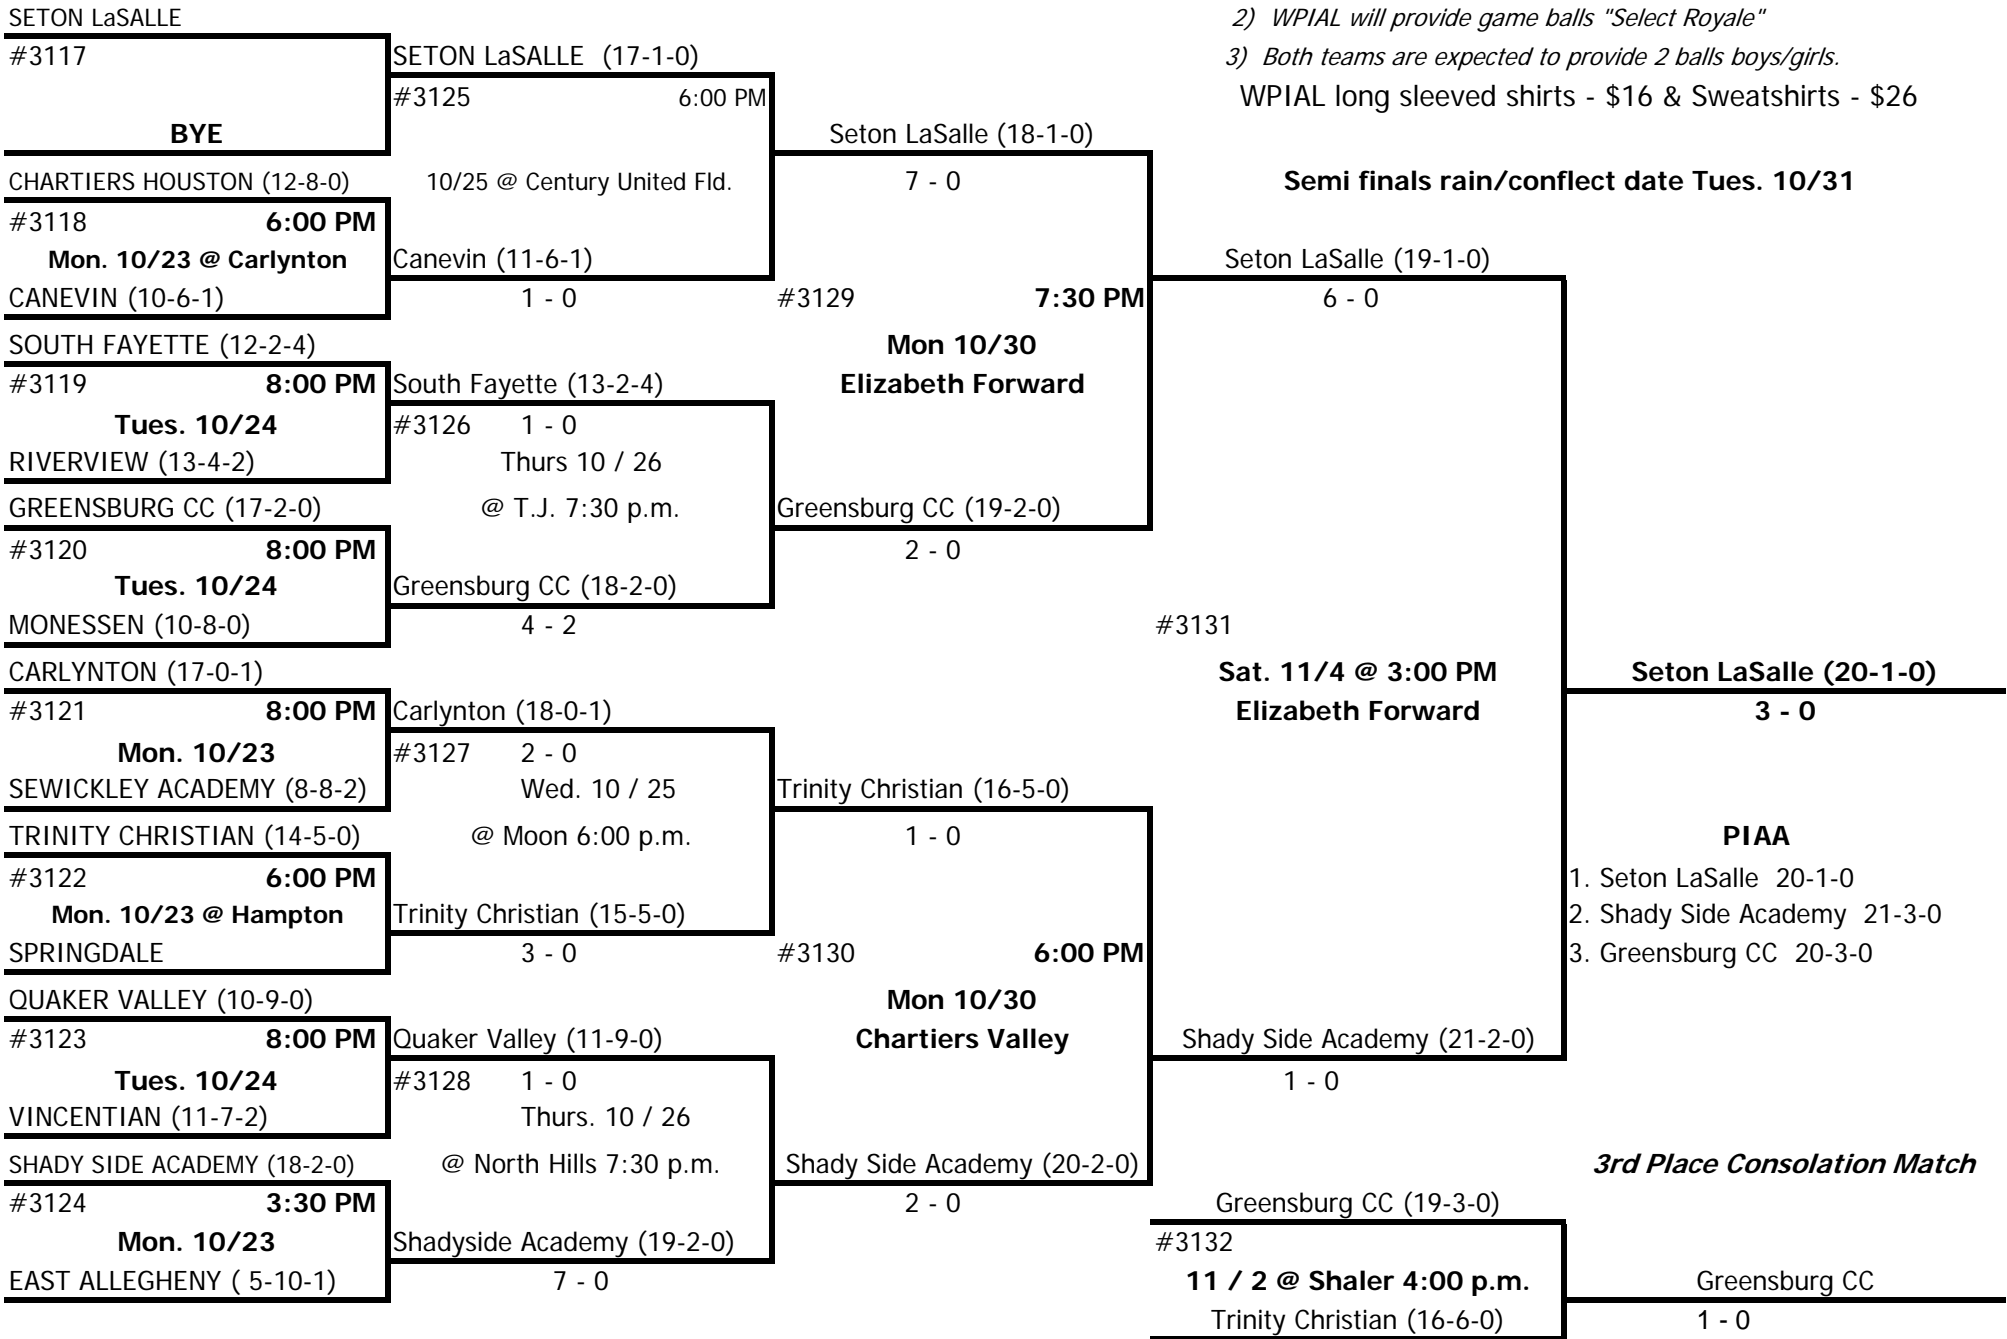 SETON LaSALLE
#3117
BYE
CHARTIERS HOUSTON (12-8-0)
#3118 6:00 PM
Mon. 10/23 @ Carlynton
CANEVIN (10-6-1)
SOUTH FAYETTE (12-2-4)
#3119 8:00 PM
Tues. 10/24
RIVERVIEW (13-4-2)
GREENSBURG CC (17-2-0)
#3120 8:00 PM
Tues. 10/24
MONESSEN (10-8-0)
CARLYNTON (17-0-1)
#3121 8:00 PM
Mon. 10/23
SEWICKLEY ACADEMY (8-8-2)
TRINITY CHRISTIAN (14-5-0)
#3122 6:00 PM
Mon. 10/23 @ Hampton
SPRINGDALE
QUAKER VALLEY (10-9-0)
#3123 8:00 PM
Tues. 10/24
VINCENTIAN (11-7-2)
SHADY SIDE ACADEMY (18-2-0)
#3124 3:30 PM
Mon. 10/23
EAST ALLEGHENY ( 5-10-1)
SETON LaSALLE (17-1-0)
#3125 6:00 PM
10/25 @ Century United Fld.
Canevin (11-6-1)
1 - 0
South Fayette (13-2-4)
#3126 1 - 0
Thurs 10 / 26
@ T.J. 7:30 p.m.
Greensburg CC (18-2-0)
4 - 2
Carlynton (18-0-1)
#3127 2 - 0
Wed. 10 / 25
@ Moon 6:00 p.m.
Trinity Christian (15-5-0)
3 - 0
Quaker Valley (11-9-0)
#3128 1 - 0
Thurs. 10 / 26
@ North Hills 7:30 p.m.
Shadyside Academy (19-2-0)
7 - 0
Seton LaSalle (18-1-0)
7 - 0
#3129 7:30 PM
Mon 10/30
Elizabeth Forward
Greensburg CC (19-2-0)
2 - 0
Trinity Christian (16-5-0)
1 - 0
#3130 6:00 PM
Mon 10/30
Chartiers Valley
Shady Side Academy (20-2-0)
2 - 0
2) WPIAL will provide game balls "Select Royale"
3) Both teams are expected to provide 2 balls boys/girls.
WPIAL long sleeved shirts - $16 & Sweatshirts - $26
Semi finals rain/conflect date Tues. 10/31
Seton LaSalle (19-1-0)
6 - 0
#3131
Sat. 11/4 @ 3:00 PM
Elizabeth Forward
Shady Side Academy (21-2-0)
1 - 0
Seton LaSalle (20-1-0)
3 - 0
PIAA
1. Seton LaSalle 20-1-0
2. Shady Side Academy 21-3-0
3. Greensburg CC 20-3-0
3rd Place Consolation Match
Greensburg CC (19-3-0)
#3132
11 / 2 @ Shaler 4:00 p.m.
Trinity Christian (16-6-0)
Greensburg CC
1 - 0